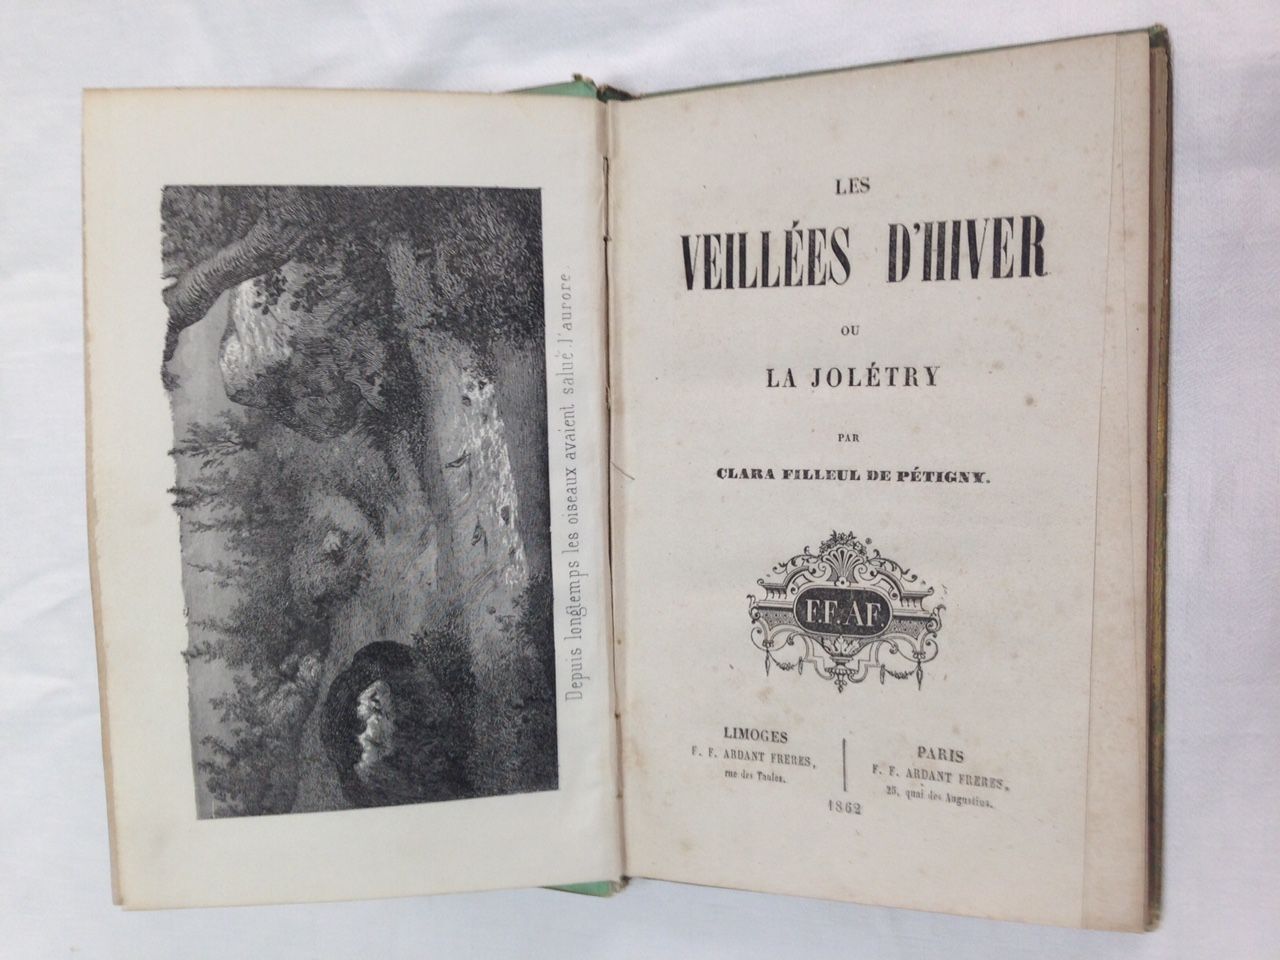 Depuis longtemps les oiseaux avaient salué l'aurore.
LES
VEILLÉES D'HIVER
OU
LA JOLÉTRY
PAR
CLARA FILLEUL DE PÉTIGNY.
F.F. AF
LIMOGES
F. F. ARDANT FRERES,
rue des Taules.
PARIS
F. F. ARDANT FRERES,
25, quai des Augustins.
1862